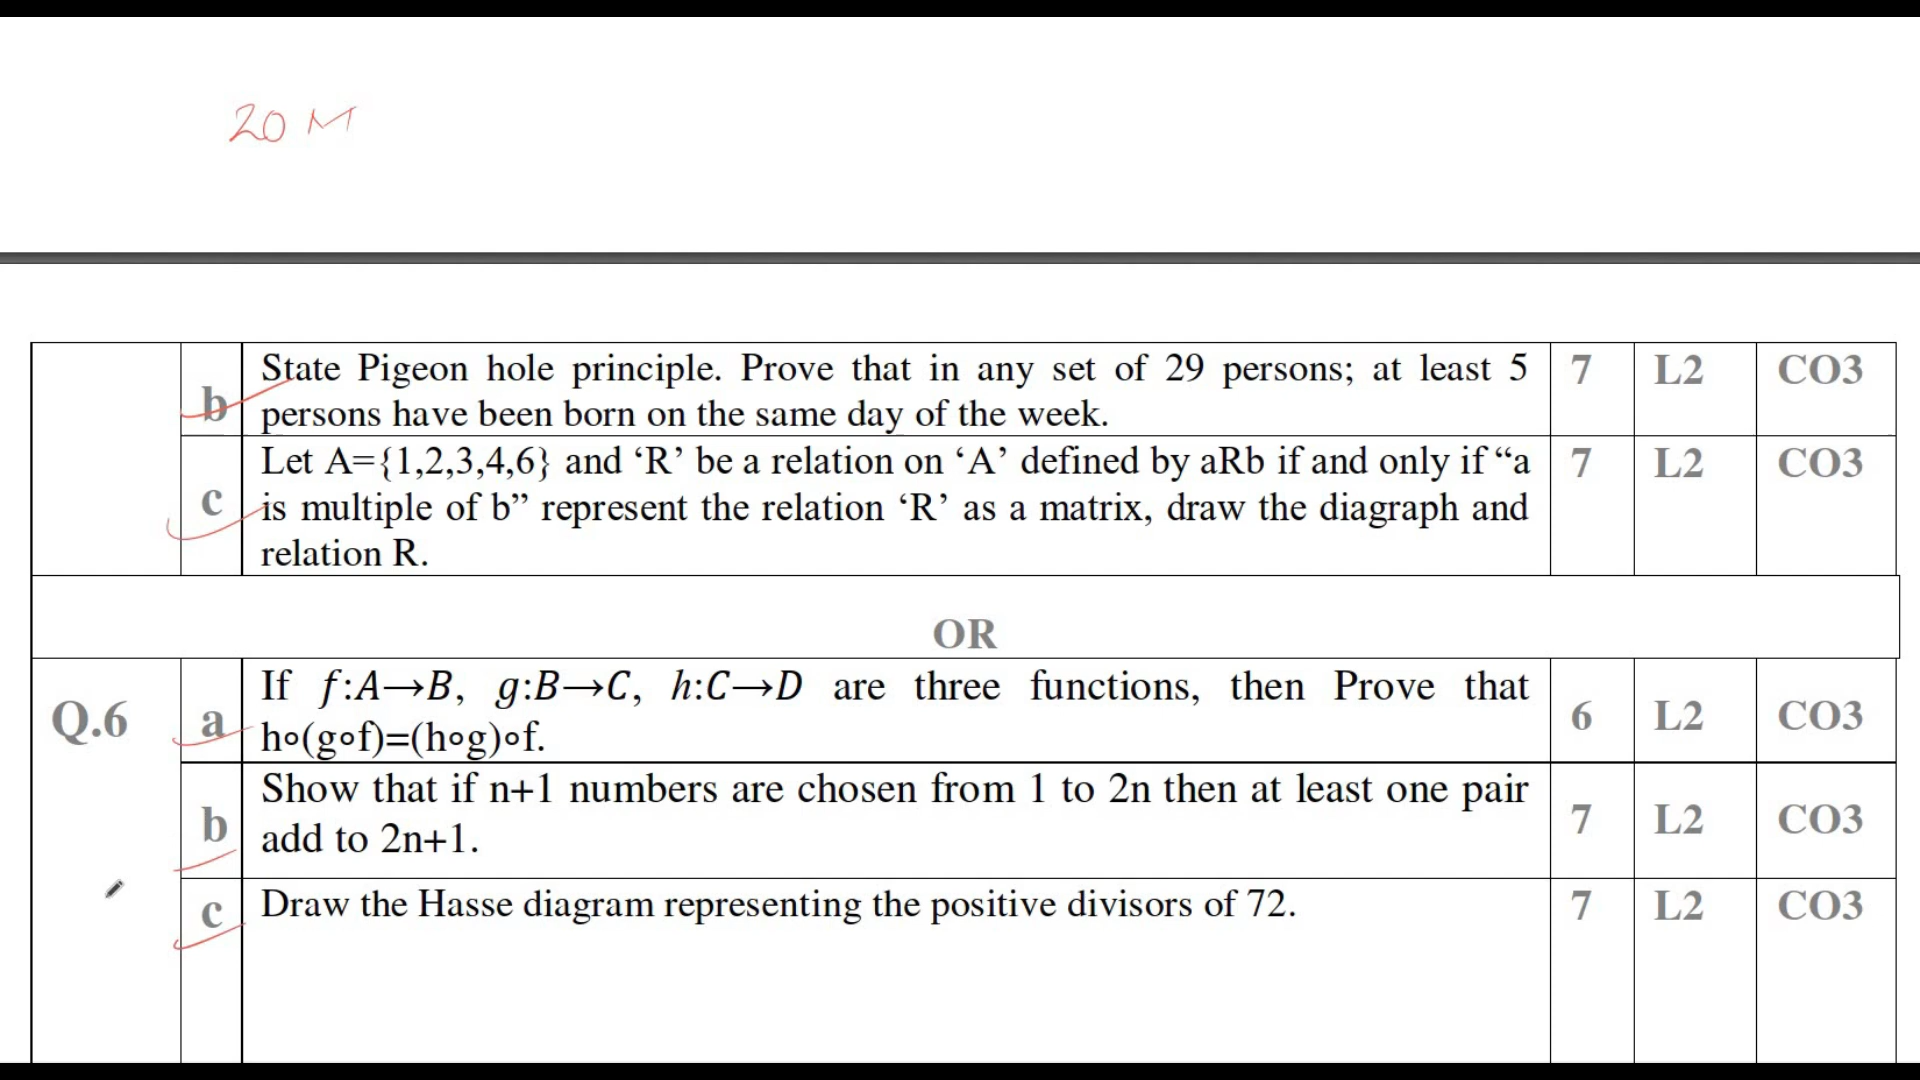 20 M
b State Pigeon hole principle. Prove that in any set of 29 persons; at least 5 7 L2 CO3
persons have been born on the same day of the week.
c Let A={1,2,3,4,6} and ‘R’ be a relation on ‘A’ defined by aRb if and only if “a 7 L2 CO3
is multiple of b” represent the relation ‘R’ as a matrix, draw the diagraph and
relation R.
OR
Q.6 a If f:A→B, g:B→C, h:C→D are three functions, then Prove that 6 L2 CO3
h∘(g∘f)=(h∘g)∘f.
b Show that if n+1 numbers are chosen from 1 to 2n then at least one pair 7 L2 CO3
add to 2n+1.
c Draw the Hasse diagram representing the positive divisors of 72. 7 L2 CO3